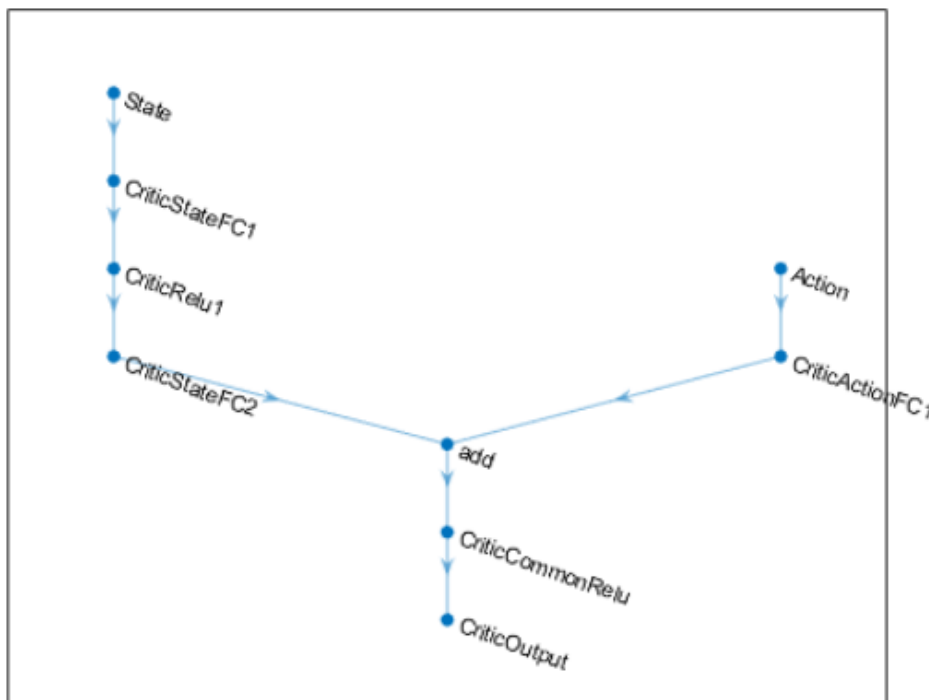 State
CriticStateFC1
CriticRelu1
Action
CriticStateFC2
CriticActionFC1
add
CriticCommonRelu
CriticOutput